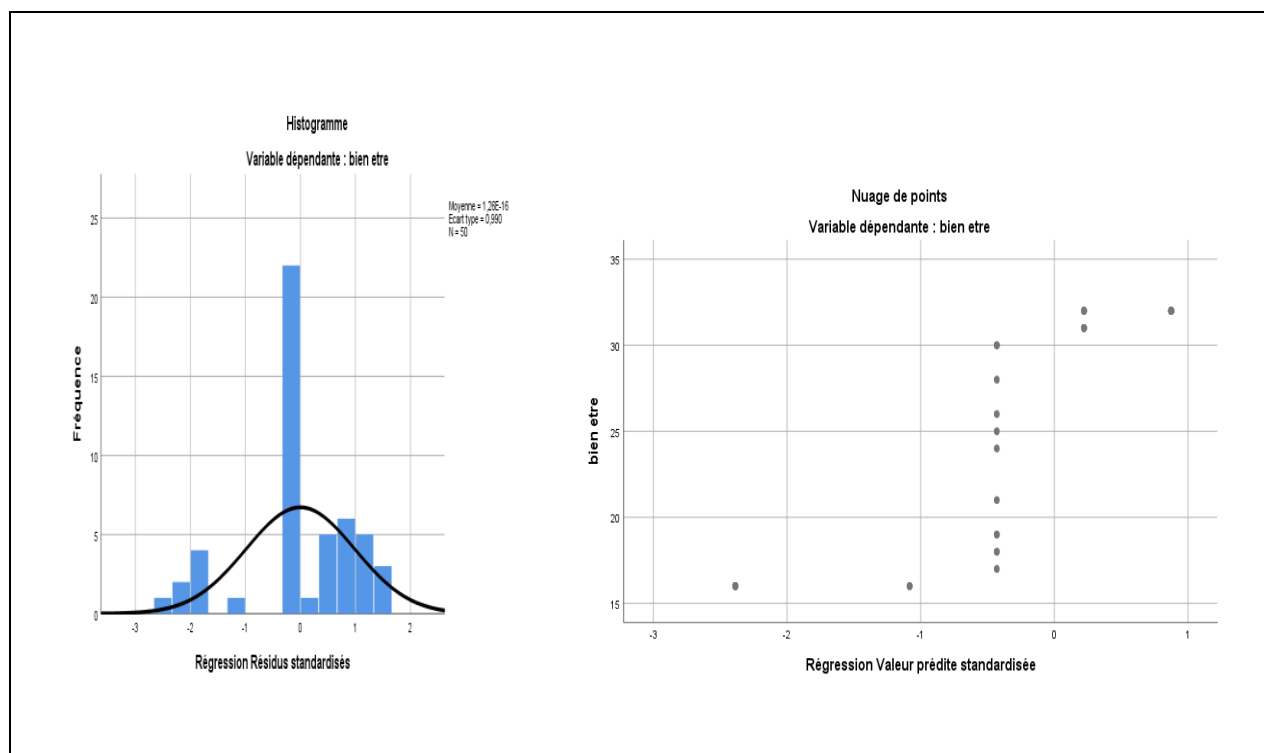 Histogramme
Variable dépendante : bien etre
Moyenne = 1,26E-16
Ecart type = 0,990
N = 50
25
20
15
10
5
0
Fréquence
-3 -2 -1 0 1 2
Régression Résidus standardisés
Nuage de points
Variable dépendante : bien etre
35
30
25
20
15
bien etre
-3 -2 -1 0 1
Régression Valeur prédite standardisée